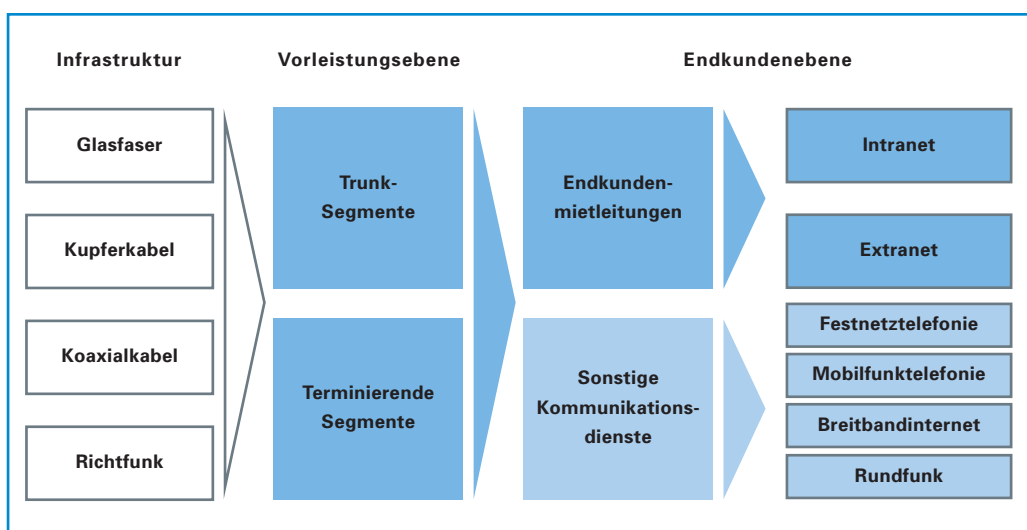 Infrastruktur
Vorleistungsebene
Endkundenebene
Glasfaser
Kupferkabel
Koaxialkabel
Richtfunk
Trunk-
Segmente
Terminierende
Segmente
Endkunden-
mietleitungen
Sonstige
Kommunikations-
dienste
Intranet
Extranet
Festnetztelefonie
Mobilfunktelefonie
Breitbandinternet
Rundfunk